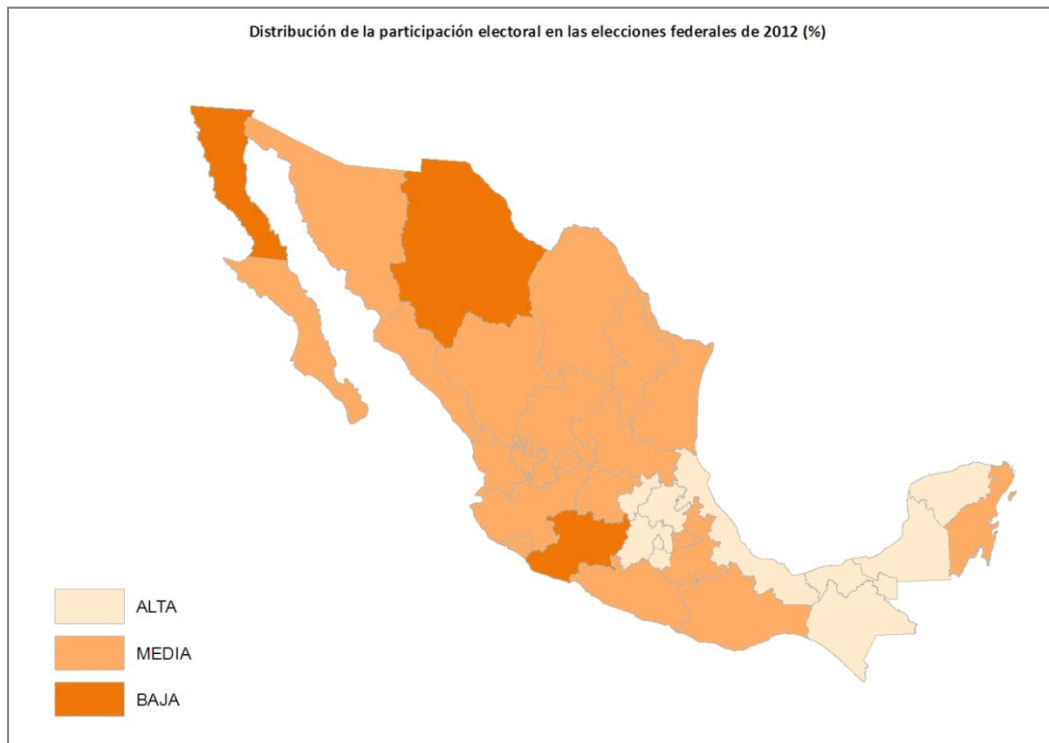 Distribución de la participación electoral en las elecciones federales de 2012 (%)
ALTA
MEDIA
BAJA